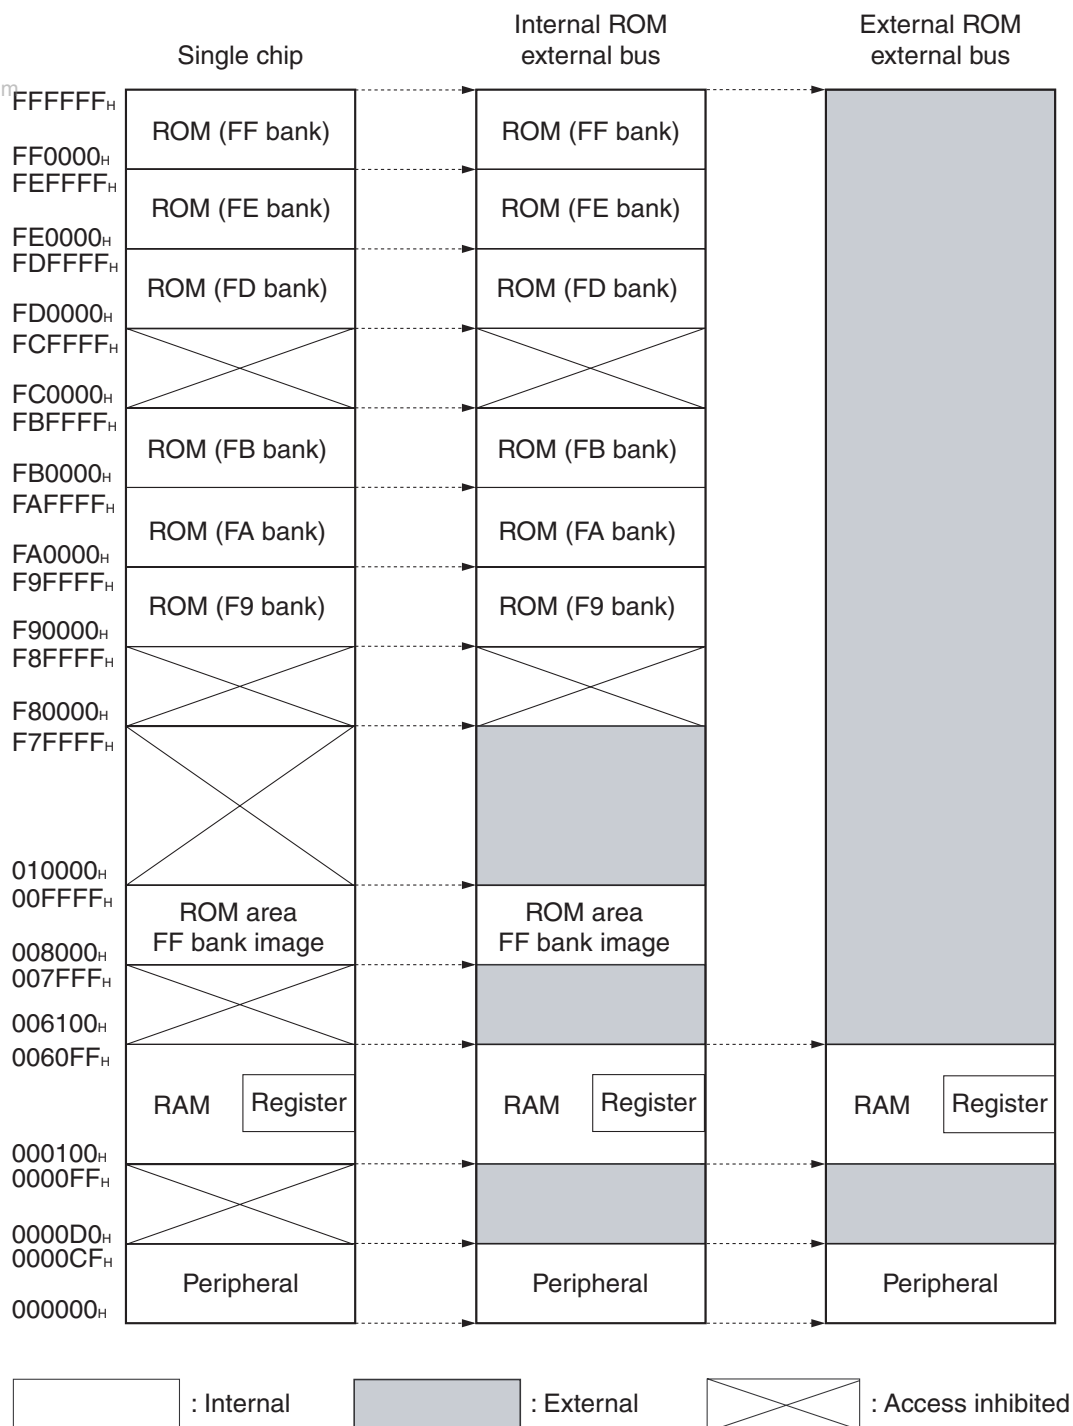 Single chip
Internal ROM
external bus
External ROM
external bus
m
FFFFFFH
ROM (FF bank)
ROM (FF bank)
FF0000H
FEFFFFH
ROM (FE bank)
ROM (FE bank)
FE0000H
FDFFFFH
ROM (FD bank)
ROM (FD bank)
FD0000H
FCFFFFH
FC0000H
FBFFFFH
ROM (FB bank)
ROM (FB bank)
FB0000H
FAFFFFH
ROM (FA bank)
ROM (FA bank)
FA0000H
F9FFFFH
ROM (F9 bank)
ROM (F9 bank)
F90000H
F8FFFFH
F80000H
F7FFFFH
010000H
00FFFFH
ROM area
FF bank image
ROM area
FF bank image
008000H
007FFFH
006100H
0060FFH
RAM
Register
RAM
Register
RAM
Register
000100H
0000FFH
0000D0H
0000CFH
Peripheral
Peripheral
Peripheral
000000H
: Internal
: External
: Access inhibited